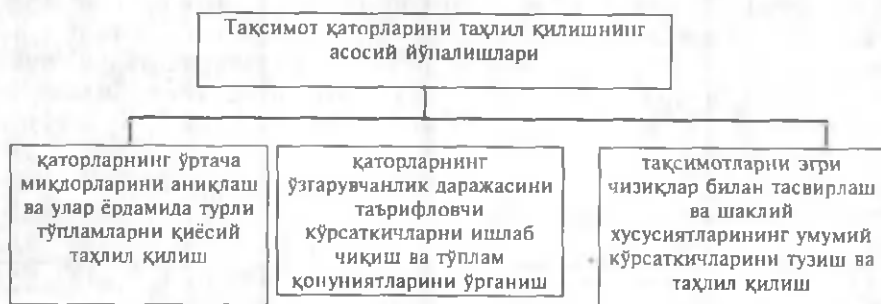 Тақсимот қаторларини таҳлил қилишнинг
асосий йўналишлари
қаторларнинг ўртача
миқдорларини аниқлаш
ва улар ёрдамида турли
тўпламларни қиёсий
таҳлил қилиш
қаторларнинг
ўзгарувчанлик даражасини
таърифловчи
кўрсаткичларни ишлаб
чиқиш ва тўплам
қонуниятларини ўрганиш
тақсимотларни эгри
чизиқлар билан тасвирлаш
ва шаклий
хусусиятларининг умумий
кўрсаткичларини тузиш ва
таҳлил қилиш